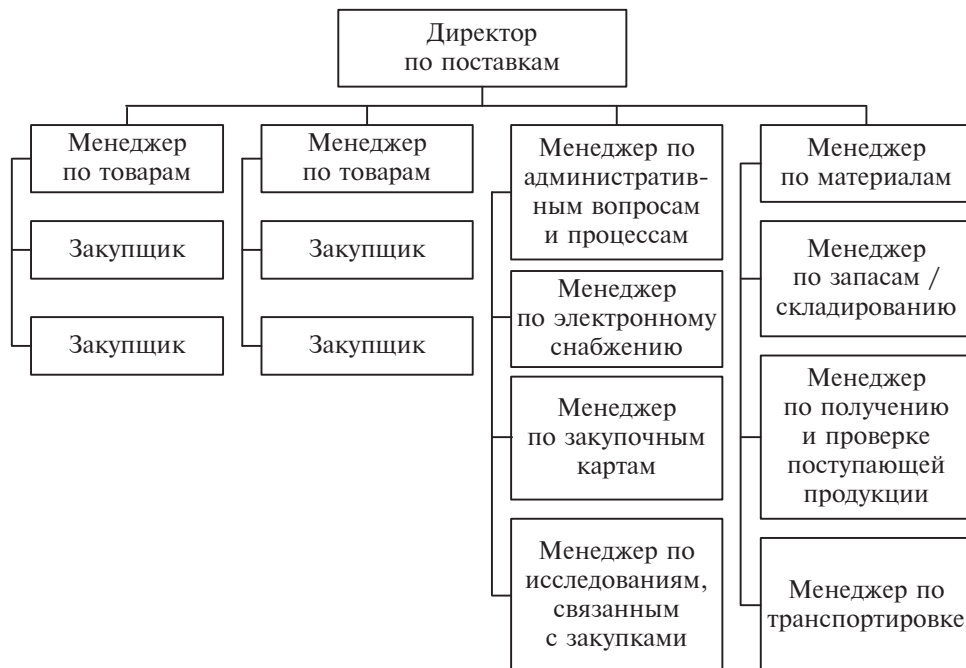 Директор
по поставкам
Менеджер
по товарам
Закупщик
Закупщик
Менеджер
по товарам
Закупщик
Закупщик
Менеджер по
административ-
ным вопросам
и процессам
Менеджер
по электронному
снабжению
Менеджер
по закупочным
картам
Менеджер по
исследованиям,
связанным
с закупками
Менеджер
по материалам
Менеджер
по запасам /
складированию
Менеджер
по получению
и проверке
поступающей
продукции
Менеджер по
транспортировке